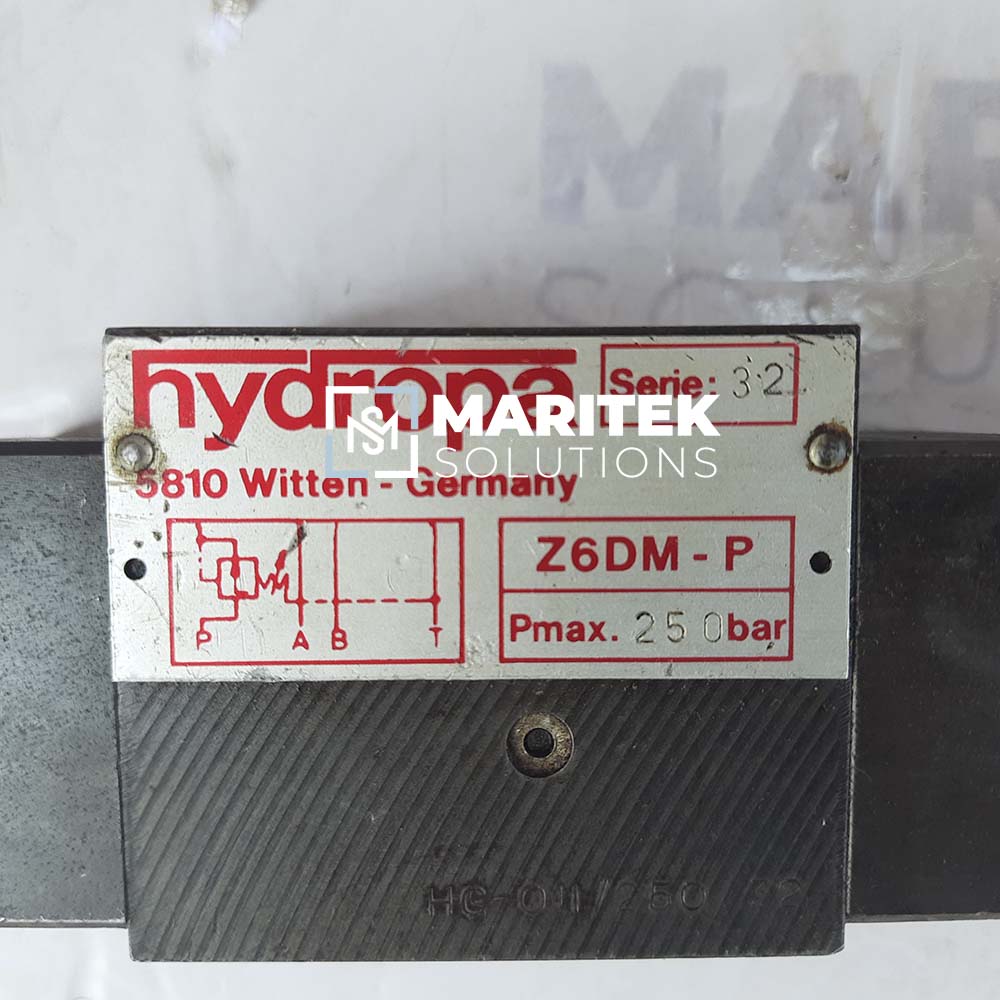 hydropa
Serie: 32
MARITEK
SOLUTIONS
5810 Witten - Germany
Z6DM - P
Pmax. 250bar
P A B T